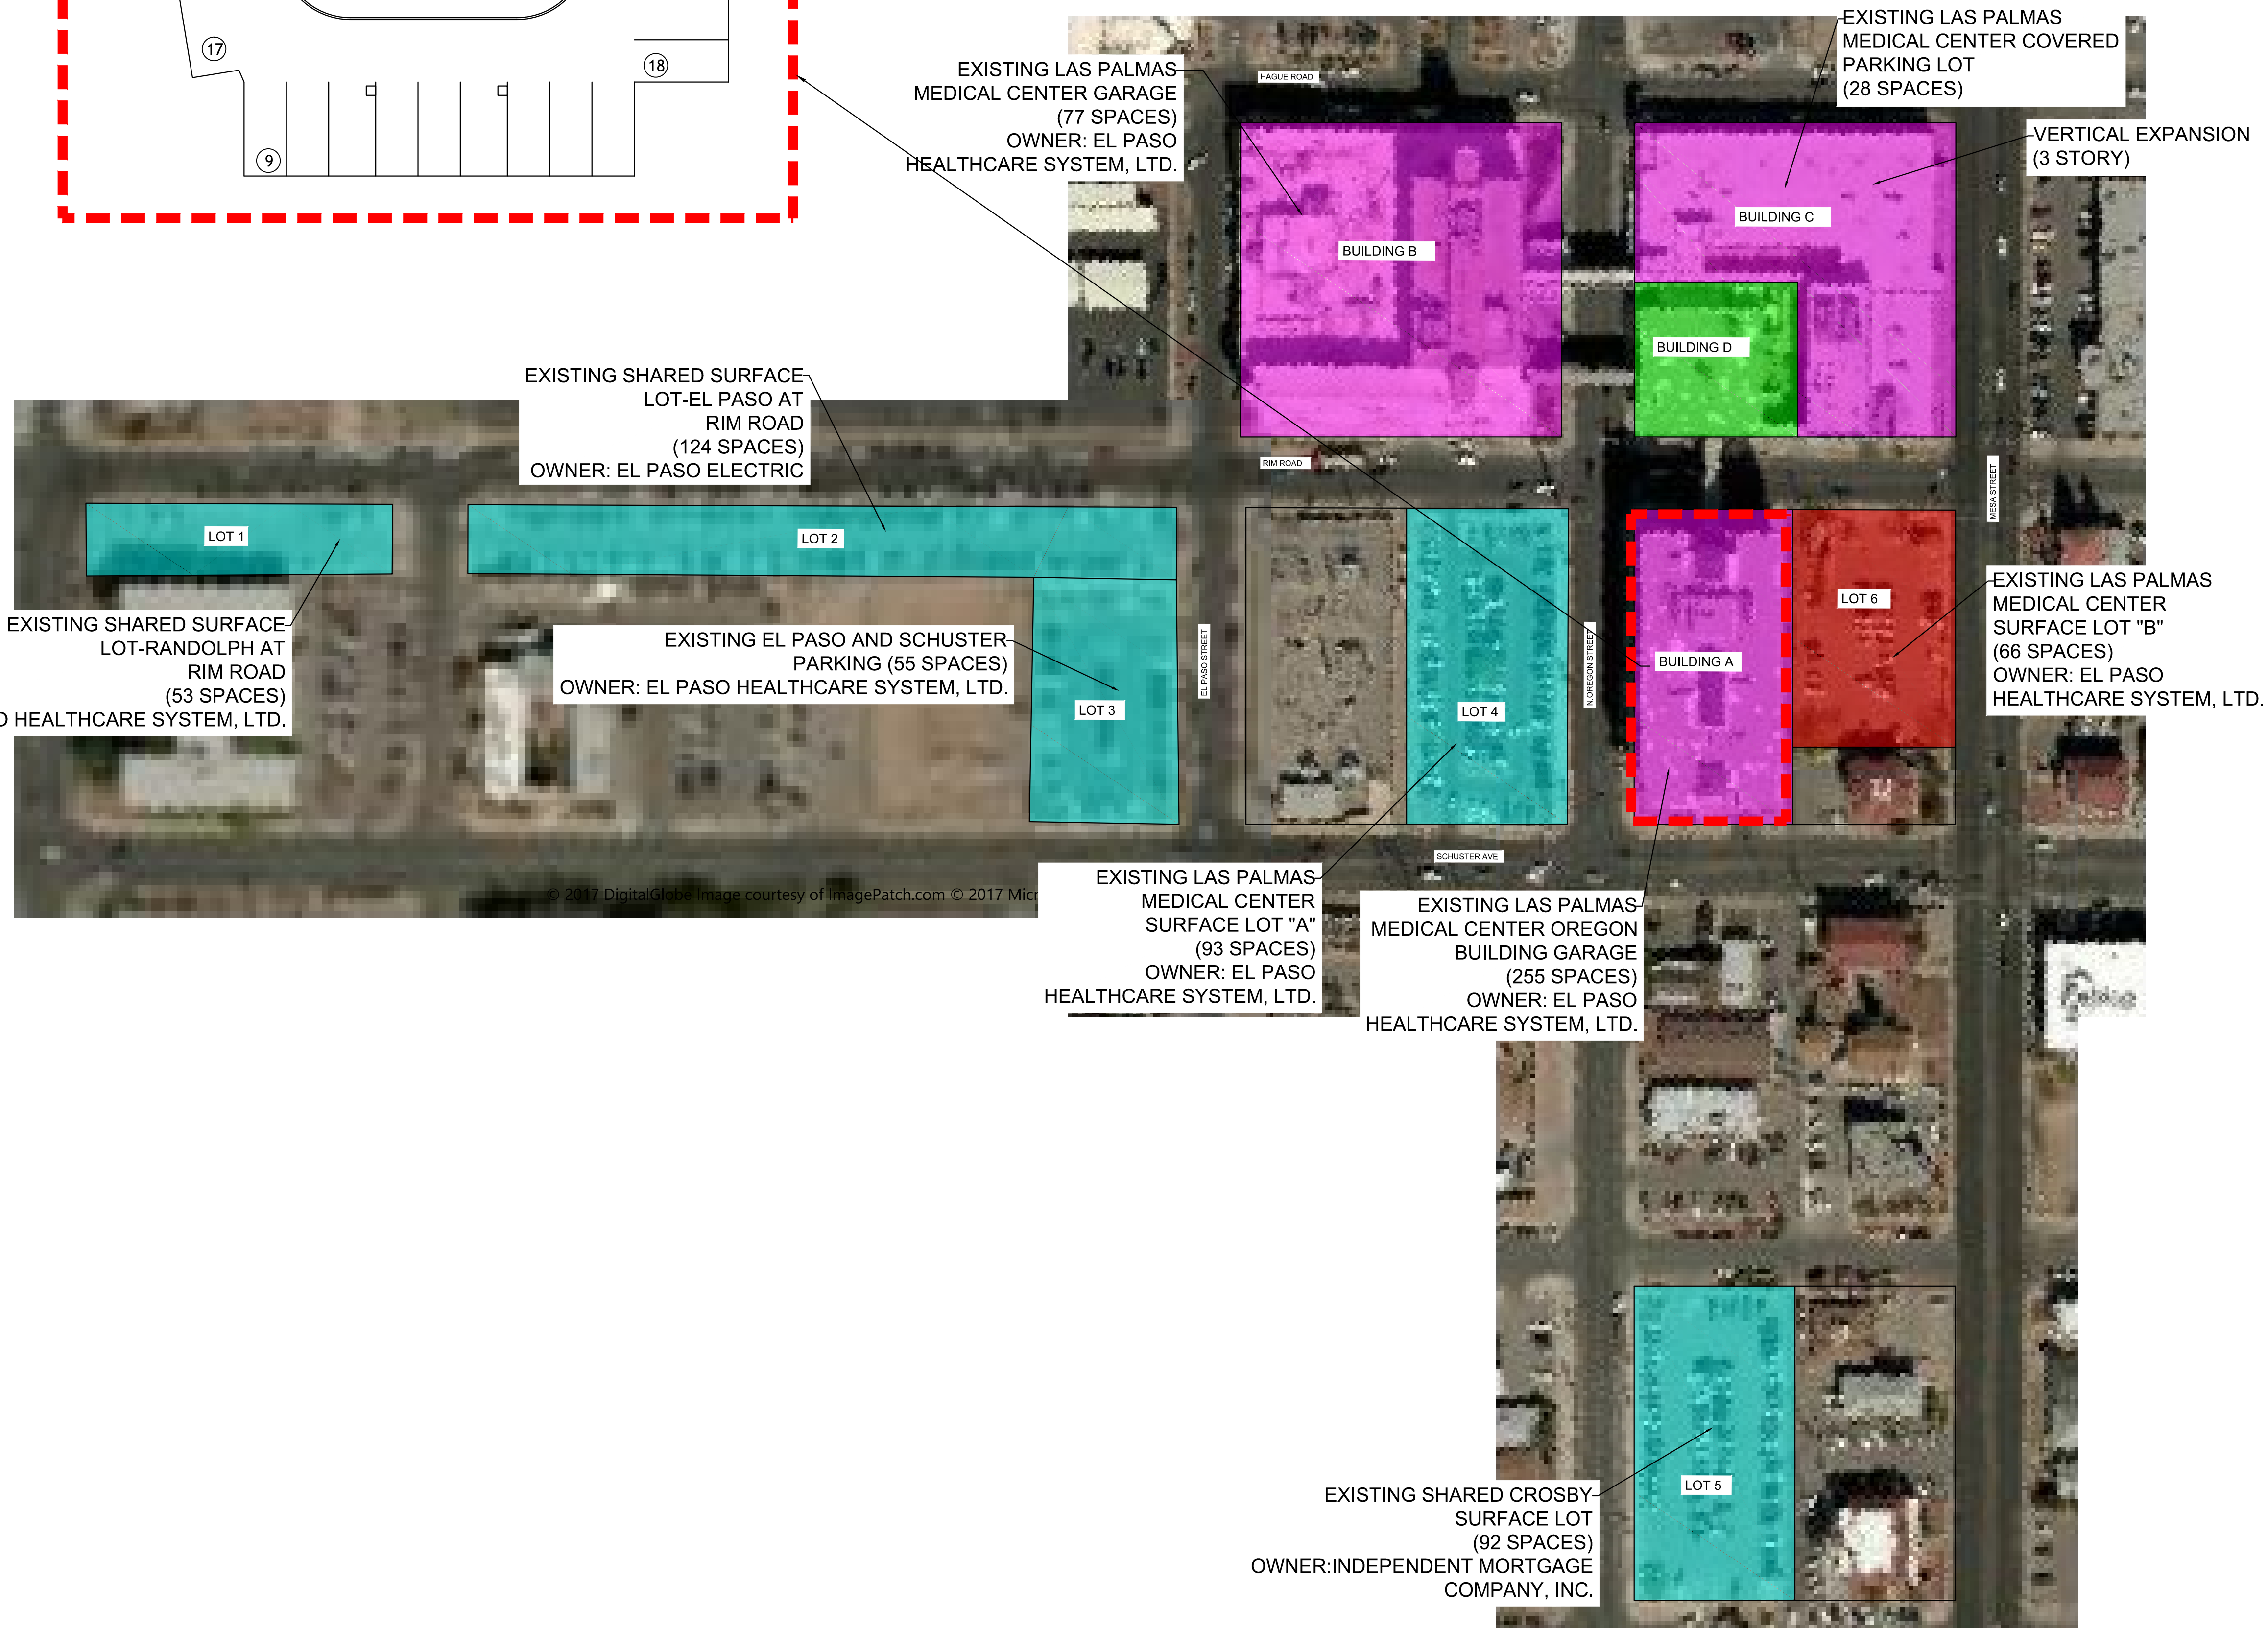 17
18
9
EXISTING LAS PALMAS
MEDICAL CENTER GARAGE
(77 SPACES)
OWNER: EL PASO
HEALTHCARE SYSTEM, LTD.
HAGUE ROAD
EXISTING LAS PALMAS
MEDICAL CENTER COVERED
PARKING LOT
(28 SPACES)
VERTICAL EXPANSION
(3 STORY)
BUILDING B
BUILDING C
BUILDING D
EXISTING SHARED SURFACE
LOT-EL PASO AT
RIM ROAD
(124 SPACES)
OWNER: EL PASO ELECTRIC
RIM ROAD
MESA STREET
LOT 1
LOT 2
EXISTING SHARED SURFACE
LOT-RANDOLPH AT
RIM ROAD
(53 SPACES)
O HEALTHCARE SYSTEM, LTD.
EXISTING EL PASO AND SCHUSTER
PARKING (55 SPACES)
OWNER: EL PASO HEALTHCARE SYSTEM, LTD.
LOT 3
EL PASO STREET
LOT 4
N.OREGON STREET
BUILDING A
LOT 6
EXISTING LAS PALMAS
MEDICAL CENTER
SURFACE LOT "B"
(66 SPACES)
OWNER: EL PASO
HEALTHCARE SYSTEM, LTD.
SCHUSTER AVE
© 2017 DigitalGlobe Image courtesy of ImagePatch.com © 2017 Micr
EXISTING LAS PALMAS
MEDICAL CENTER
SURFACE LOT "A"
(93 SPACES)
OWNER: EL PASO
HEALTHCARE SYSTEM, LTD.
EXISTING LAS PALMAS
MEDICAL CENTER OREGON
BUILDING GARAGE
(255 SPACES)
OWNER: EL PASO
HEALTHCARE SYSTEM, LTD.
LOT 5
EXISTING SHARED CROSBY
SURFACE LOT
(92 SPACES)
OWNER:INDEPENDENT MORTGAGE
COMPANY, INC.